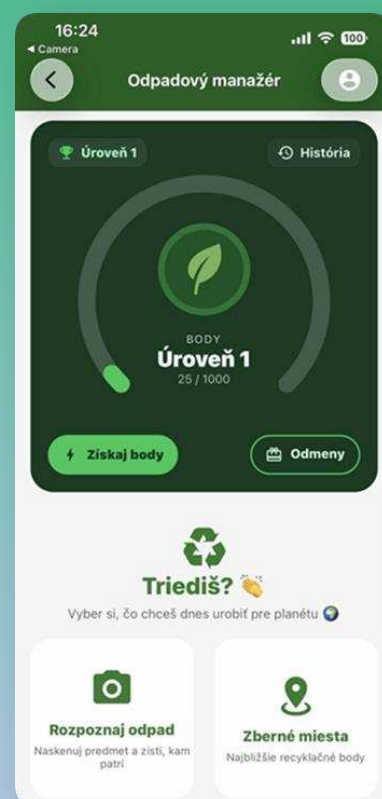 16:24
100
◀ Camera
Odpadový manažér
Úroveň 1
História
BODY
Úroveň 1
25 / 1000
Získaj body
Odmeny
Triediš? 👏
Vyber si, čo chceš dnes urobiť pre planétu 🌍
Rozpoznaj odpad
Naskenuj predmet a zisti, kam
patrí
Zberné miesta
Najbližšie recyklačné body